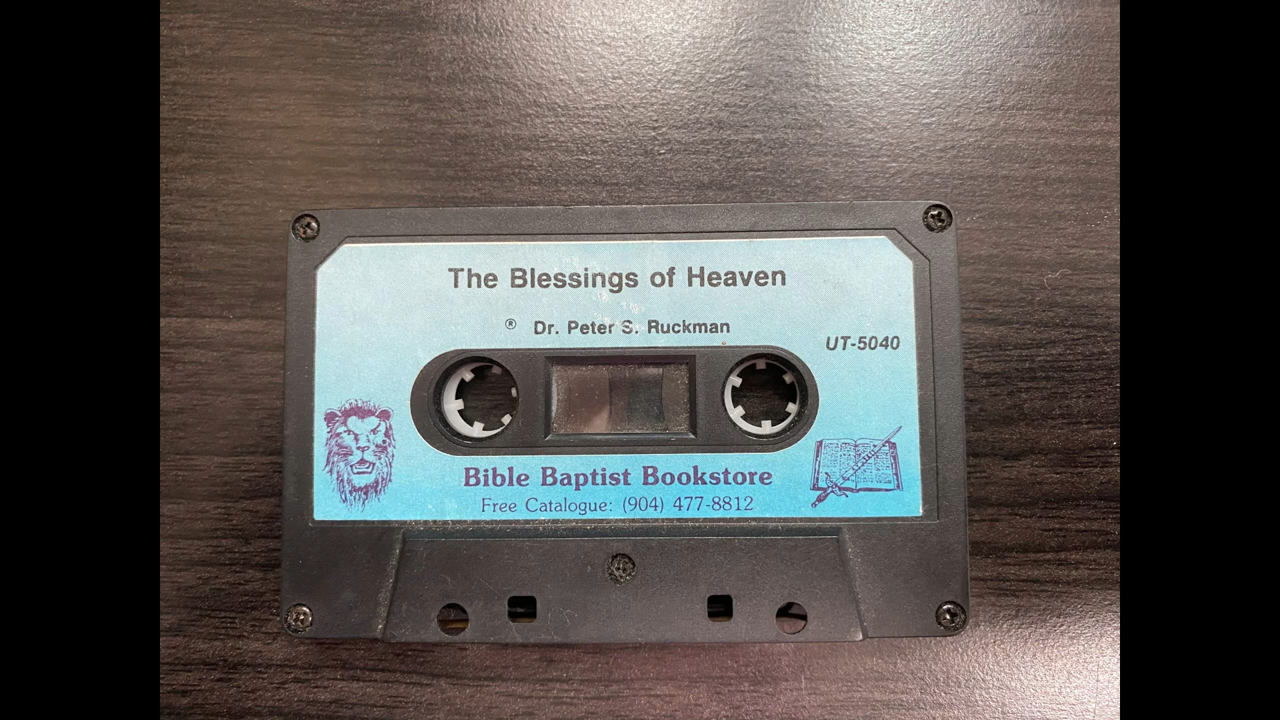 The Blessings of Heaven
® Dr. Peter S. Ruckman
UT-5040
Bible Baptist Bookstore
Free Catalogue: (904) 477-8812